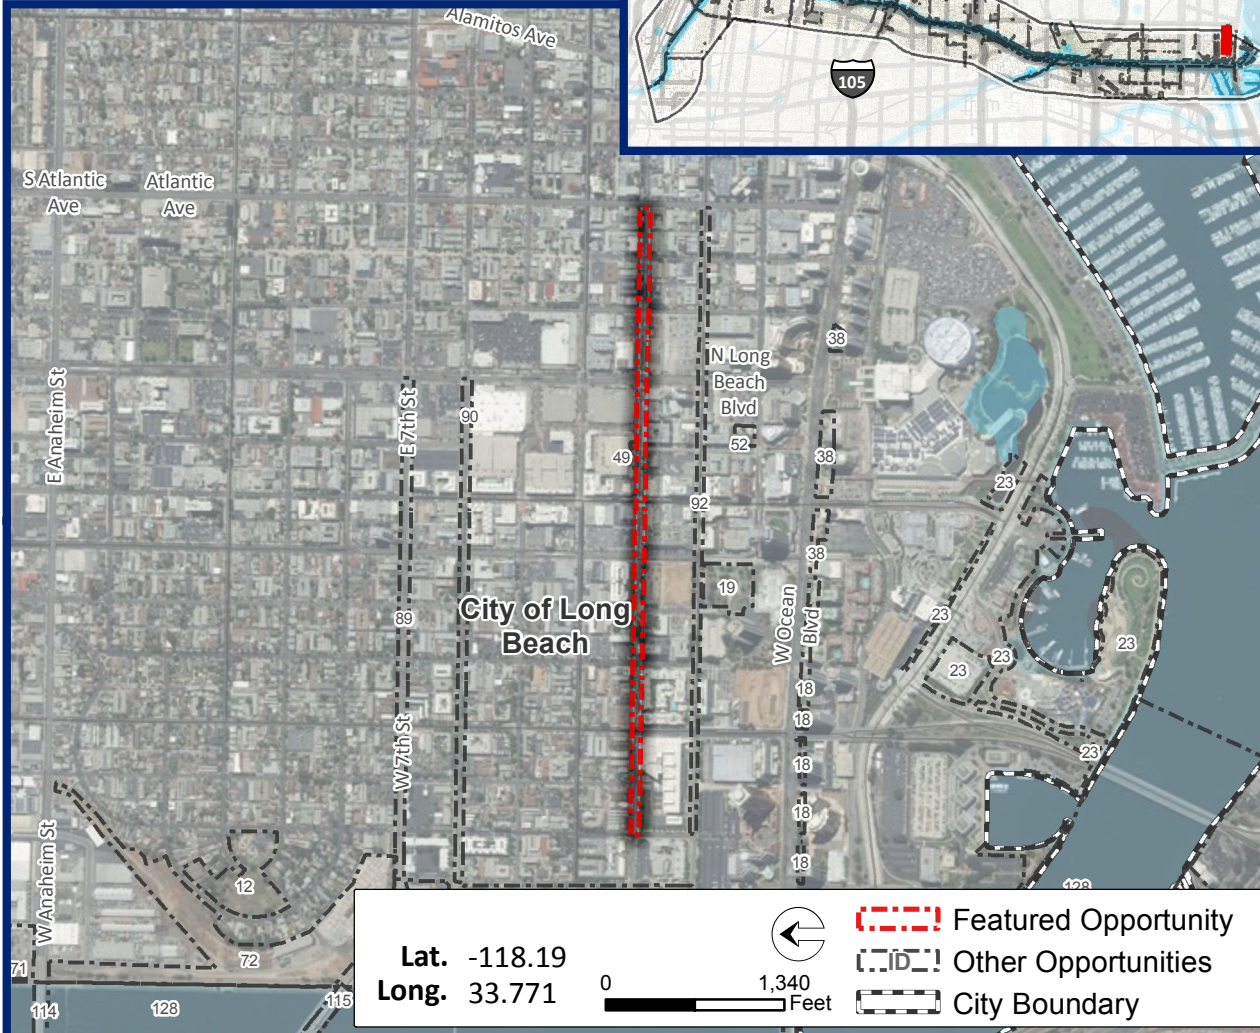 Alamitos Ave
105
S Atlantic
Ave
Atlantic
Ave
38
N Long
Beach
Blvd
E Anaheim St
E 7th St
90
52
49
38
23
92
38
19
89
City of Long
Beach
W Ocean
Blvd
23
23
23
23
18
18
W 7th St
23
18
18
W Anaheim St
18
12
128
72
71
128
115
114
Lat. -118.19
Long. 33.771
0 1,340
Feet
Featured Opportunity
ID Other Opportunities
City Boundary